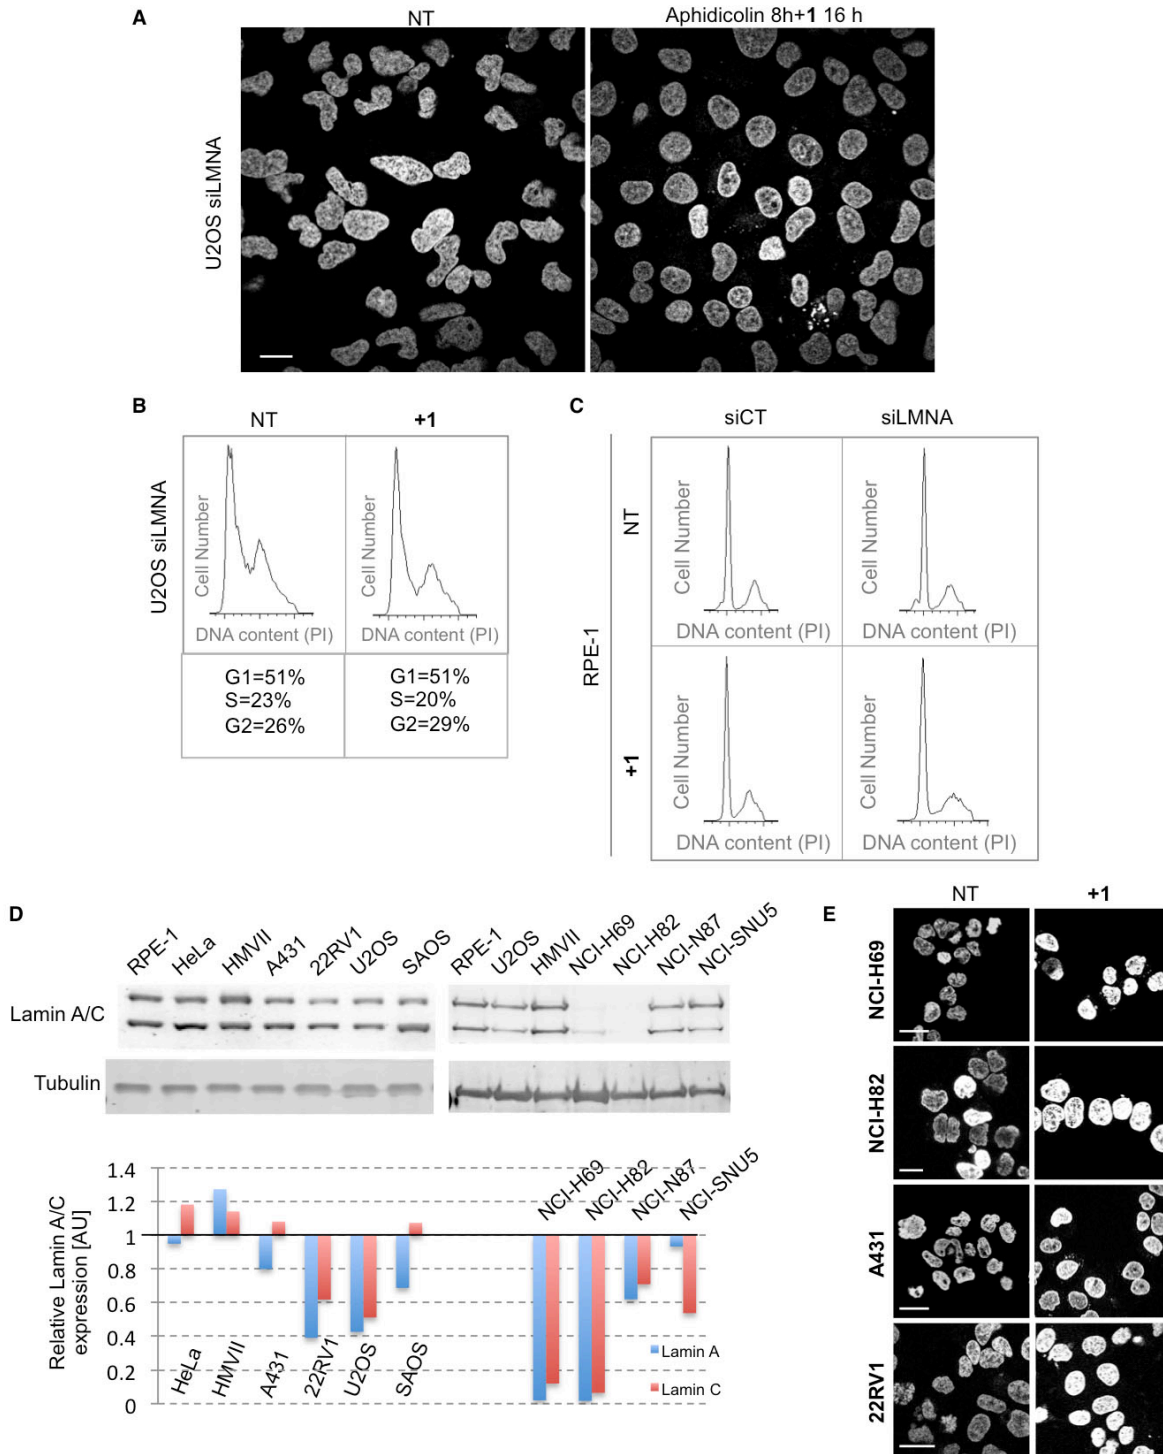 A
NT
Aphidicolin 8h+1 16 h
U2OS siLMNA
B
NT
+1
U2OS siLMNA
Cell Number
DNA content (PI)
Cell Number
DNA content (PI)
G1=51%
S=23%
G2=26%
G1=51%
S=20%
G2=29%
C
siCT
siLMNA
RPE-1
NT
Cell Number
DNA content (PI)
Cell Number
DNA content (PI)
+1
Cell Number
DNA content (PI)
Cell Number
DNA content (PI)
D
RPE-1
HeLa
HMVII
A431
22RV1
U2OS
SAOS
RPE-1
U2OS
HMVII
NCI-H69
NCI-H82
NCI-N87
NCI-SNU5
Lamin A/C
Tubulin
Relative Lamin A/C
expression [AU]
1.4
1.2
1
0.8
0.6
0.4
0.2
0
HeLa
HMVII
A431
22RV1
U2OS
SAOS
NCI-H69
NCI-H82
NCI-N87
NCI-SNU5
Lamin A
Lamin C
E
NT
+1
NCI-H69
NCI-H82
A431
22RV1